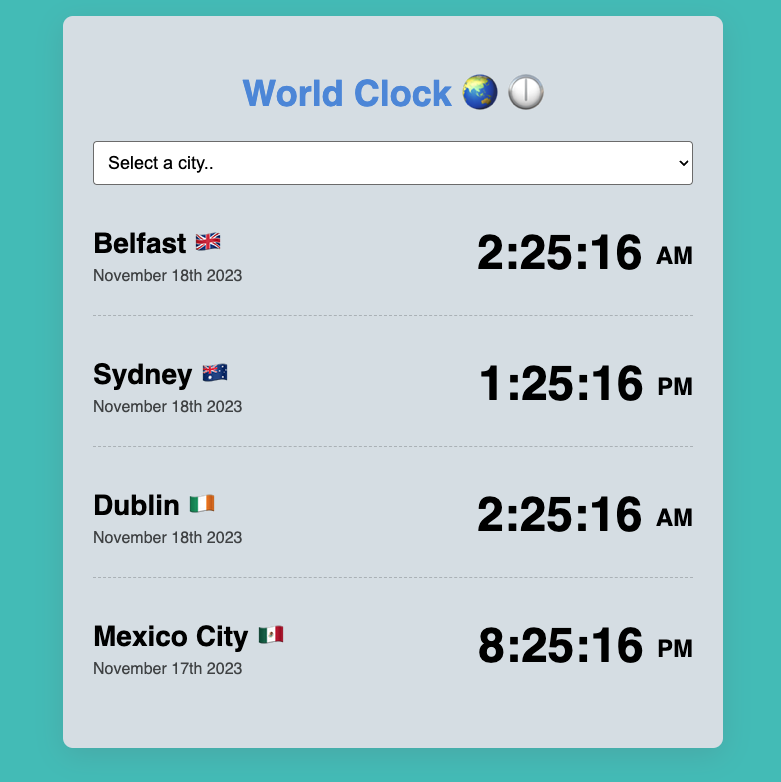 World Clock 🌏 🕕
Select a city..
Belfast 🇬🇧
2:25:16 AM
November 18th 2023
Sydney 🇦🇺
1:25:16 PM
November 18th 2023
Dublin 🇮🇪
2:25:16 AM
November 18th 2023
Mexico City 🇲🇽
8:25:16 PM
November 17th 2023